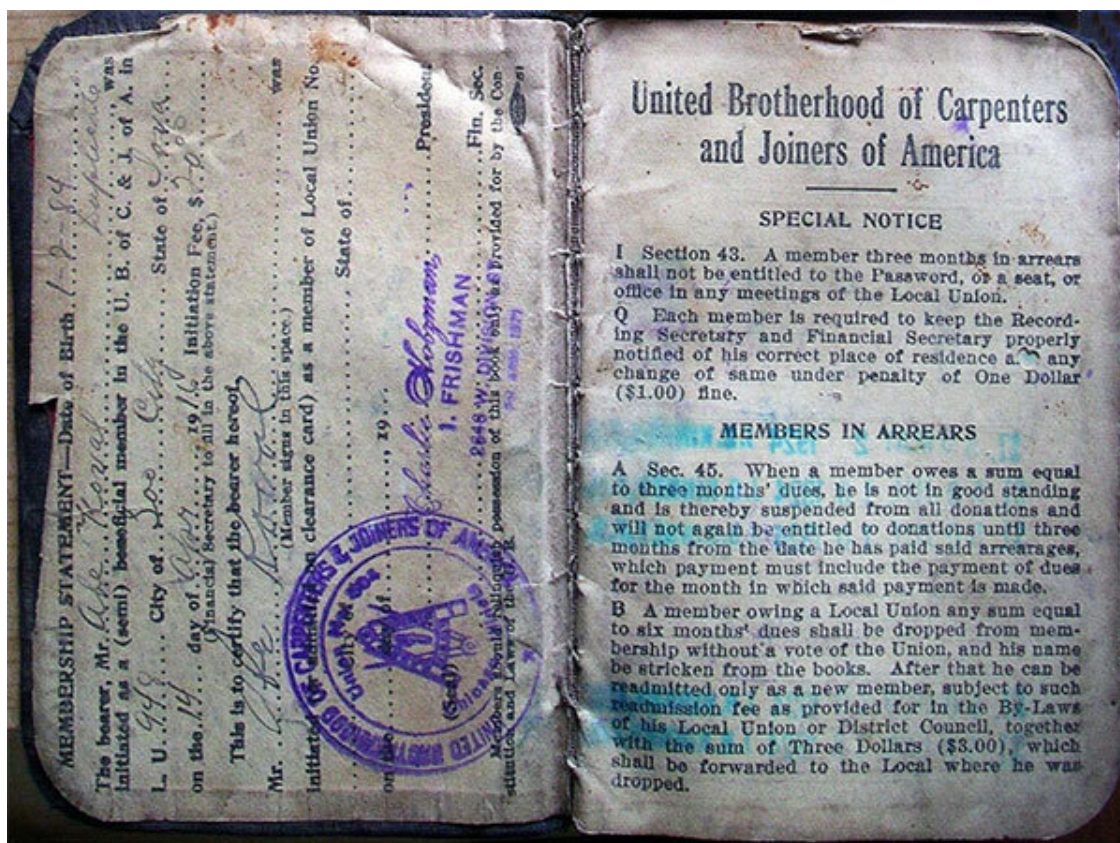 MEMBERSHIP STATEMENT—Date of Birth 1-8-84
The bearer, Mr. Abe Koval was
initiated as a (semi) beneficial member in the U. B. of C. & J. of A. in
L. U. 948 City of Soo City State of Iowa
on the 14 day of 191 Initiation Fee, $
(Financial Secretary to fill in the above statement.)
This is to certify that the bearer hereof,
Mr. Abe Koval was
(Member signs in this space.)
clearance card) as a member of Local Union No.
State of
on the 19
Charlie President
I. FRISHMAN Fin. Sec.
2648 W. DIVISION ST
(Seal)
Members should possession of this book only as provided for by the Con-
stitution and Laws of the U. B.
UNITED BROTHERHOOD OF CARPENTERS & JOINERS OF AMERICA
United Brotherhood of Carpenters
and Joiners of America
SPECIAL NOTICE
I Section 43. A member three months in arrears
shall not be entitled to the Password, or a seat, or
office in any meetings of the Local Union.
Q Each member is required to keep the Record-
ing Secretary and Financial Secretary properly
notified of his correct place of residence any
change of same under penalty of One Dollar
($1.00) fine.
MEMBERS IN ARREARS
A Sec. 45. When a member owes a sum equal
to three months' dues, he is not in good standing
and is thereby suspended from all donations and
will not again be entitled to donations until three
months from the date he has paid said arrearages,
which payment must include the payment of dues
for the month in which said payment is made.
B A member owing a Local Union any sum equal
to six months' dues shall be dropped from mem-
bership without a vote of the Union, and his name
be stricken from the books. After that he can be
readmitted only as a new member, subject to such
readmission fee as provided for in the By-Laws
of his Local Union or District Council, together
with the sum of Three Dollars ($3.00), which
shall be forwarded to the Local where he was
dropped.